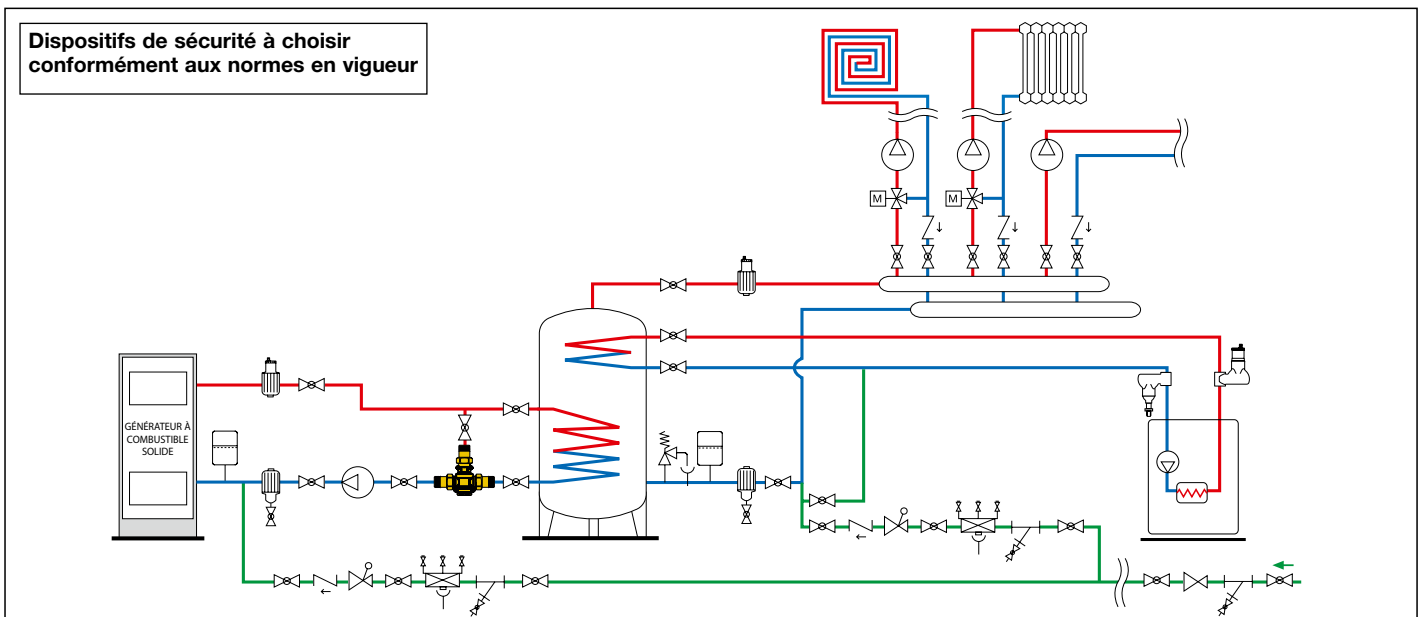 Dispositifs de sécurité à choisir
conformément aux normes en vigueur
M
M
GÉNÉRATEUR À
COMBUSTIBLE
SOLIDE